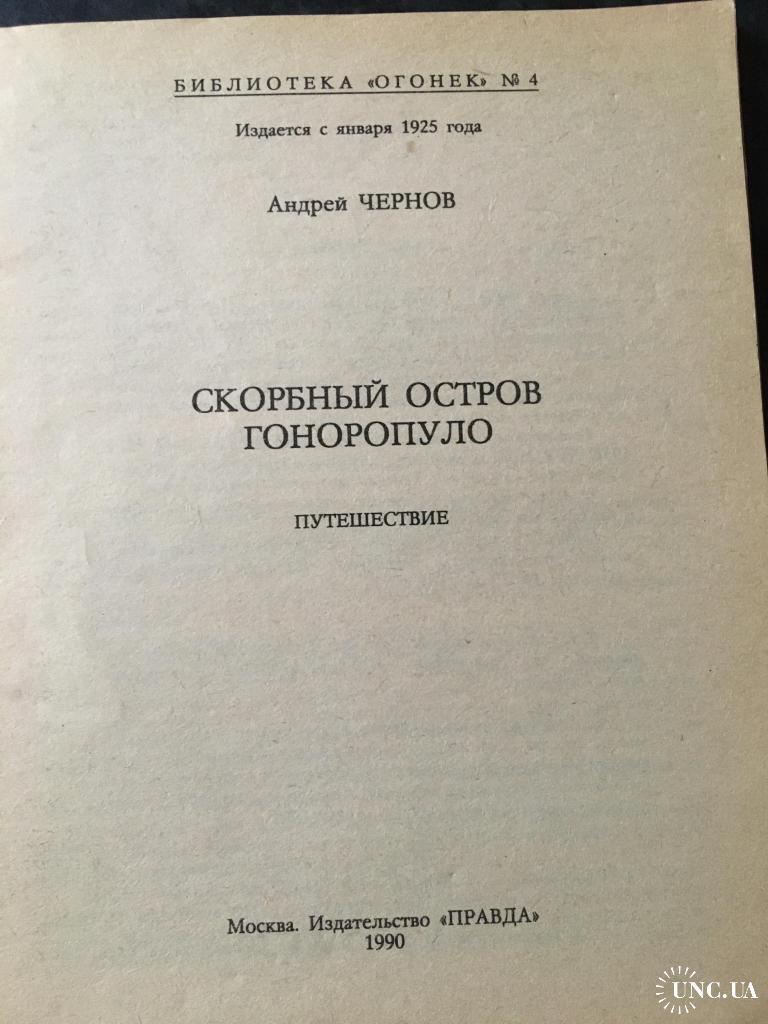 БИБЛИОТЕКА «ОГОНЕК» № 4
Издается с января 1925 года
Андрей ЧЕРНОВ
СКОРБНЫЙ ОСТРОВ
ГОНОРОПУЛО
ПУТЕШЕСТВИЕ
Москва. Издательство «ПРАВДА»
1990
UNC.UA